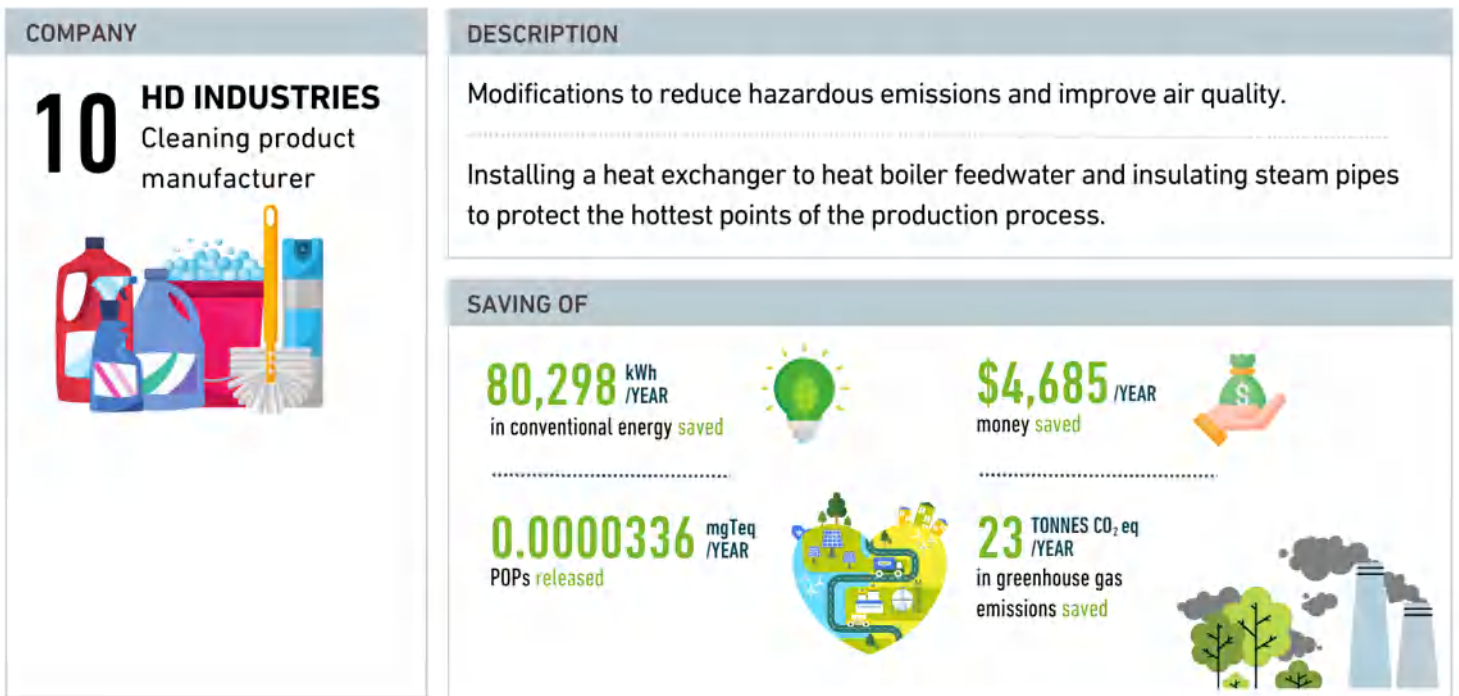 COMPANY
10
HD INDUSTRIES
Cleaning product
manufacturer
DESCRIPTION
Modifications to reduce hazardous emissions and improve air quality.
Installing a heat exchanger to heat boiler feedwater and insulating steam pipes
to protect the hottest points of the production process.
SAVING OF
80,298 kWh /YEAR
in conventional energy saved
$4,685 /YEAR
money saved
0.0000336 mgTeq /YEAR
POPs released
23 TONNES CO₂ eq /YEAR
in greenhouse gas
emissions saved
$